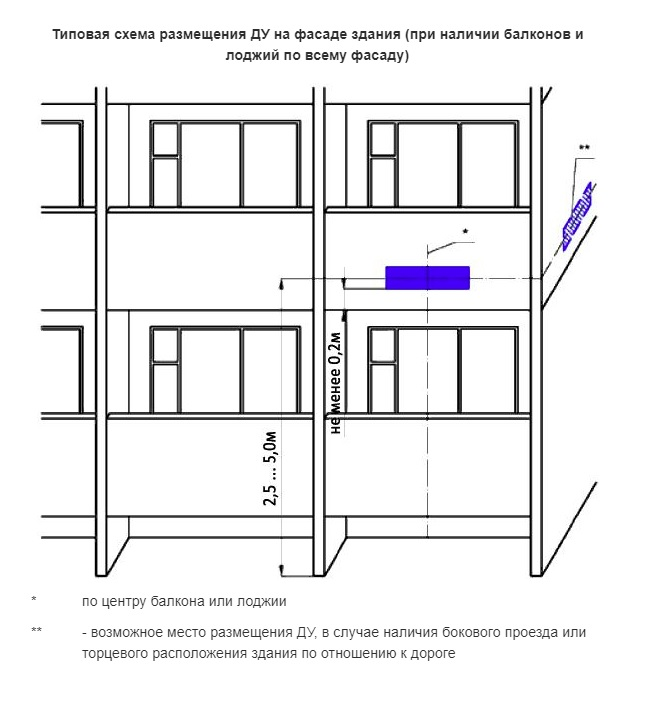 Типовая схема размещения ДУ на фасаде здания (при наличии балконов и
лоджий по всему фасаду)
**
*
не менее 0,2м
2,5 ... 5,0м
* по центру балкона или лоджии
** - возможное место размещения ДУ, в случае наличия бокового проезда или
торцевого расположения здания по отношению к дороге